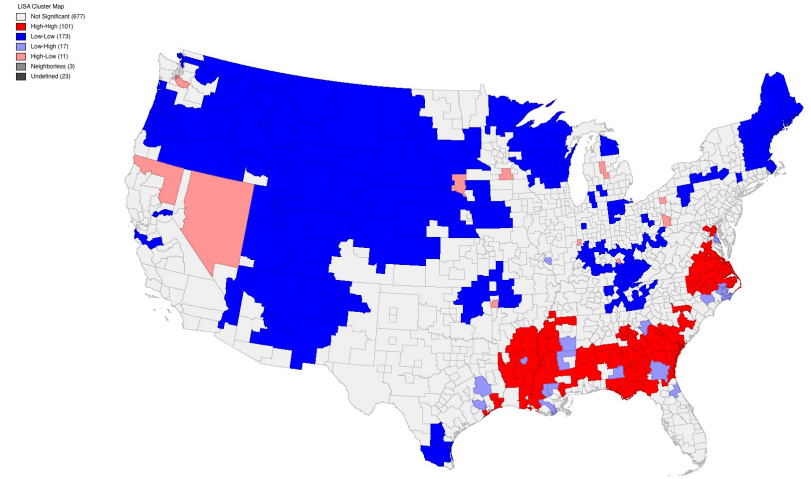 LISA Cluster Map
Not Significant (677)
High-High (101)
Low-Low (173)
Low-High (17)
High-Low (11)
Neighborless (3)
Undefined (23)